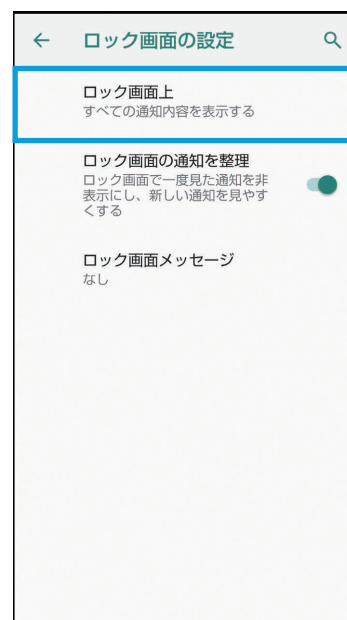 ロック画面の設定
ロック画面上
すべての通知内容を表示する
ロック画面の通知を整理
ロック画面で一度見た通知を非
表示にし、新しい通知を見やす
くする
ロック画面メッセージ
なし